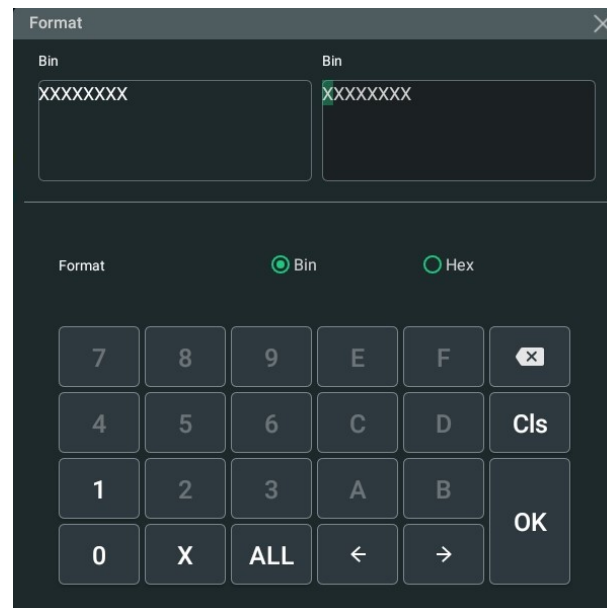 Format
Bin
Bin
XXXXXXXX
XXXXXXXX
Format
Bin
Hex
7 8 9 E F
4 5 6 C D Cls
1 2 3 A B
OK
0 X ALL ← →